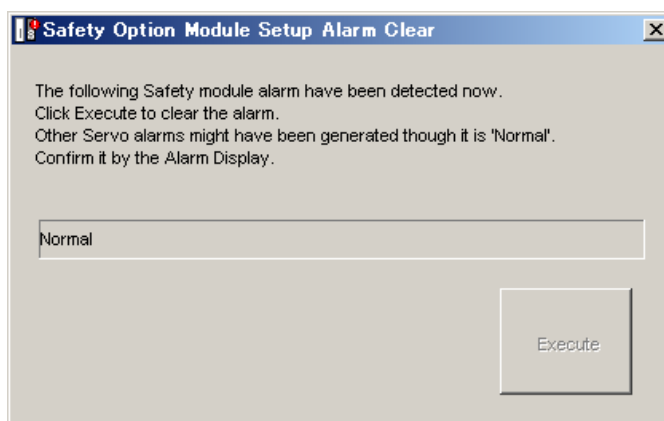 Safety Option Module Setup Alarm Clear
The following Safety module alarm have been detected now.
Click Execute to clear the alarm.
Other Servo alarms might have been generated though it is 'Normal'.
Confirm it by the Alarm Display.
Normal
Execute